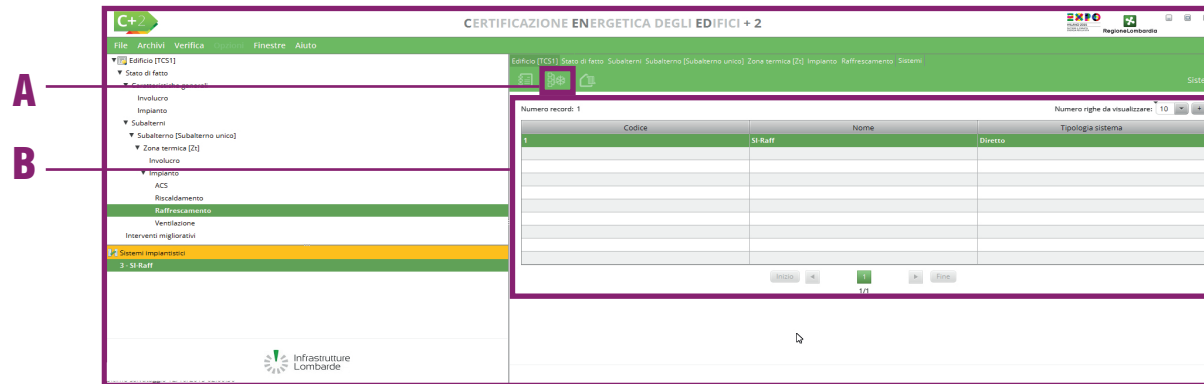 C+2
CERTIFICAZIONE ENERGETICA DEGLI EDIFICI + 2
EXPO
RegioneLombardia
File Archivi Verifica Opzioni Finestre Aiuto
Edificio [TCS1]
Stato di fatto
Caratteristiche generali
Involucro
Impianto
Subalterni
Subalterno [Subalterno unico]
Zona termica [Zt]
Involucro
Impianto
ACS
Riscaldamento
Raffrescamento
Ventilazione
Interventi migliorativi
Sistemi impiantistici
3 - SI-Raff
Infrastrutture
Lombarde
A
B
Edificio [TCS1] Stato di fatto Subalterni Subalterno [Subalterno unico] Zona termica [Zt] Impianto Raffrescamento Sistemi
Siste
Numero record: 1
Numero righe da visualizzare: 10 +
Codice Nome Tipologia sistema
1 SI-Raff Diretto
Inizio 1 Fine
1/1